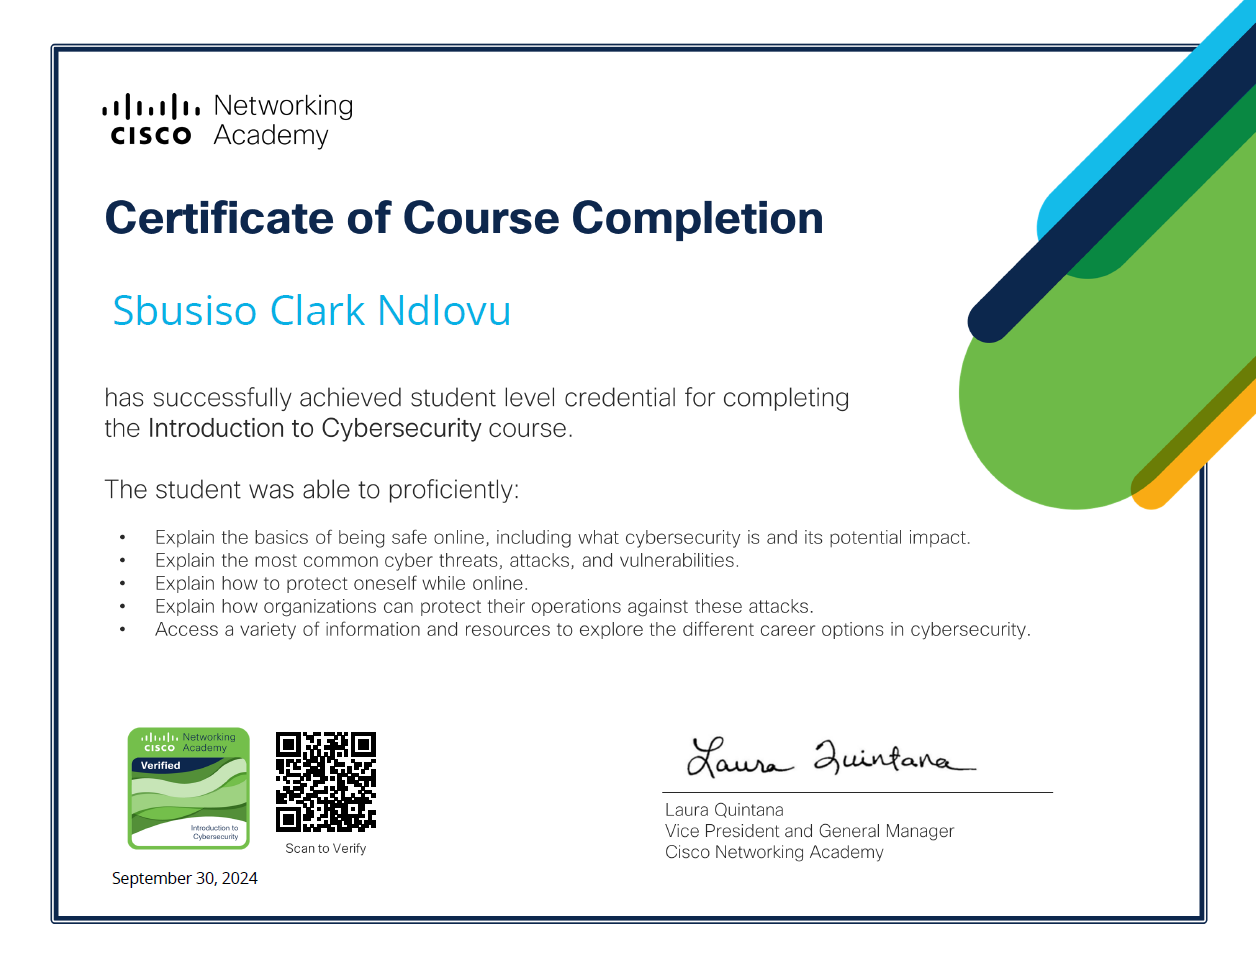 Networking
CISCO Academy
Certificate of Course Completion
Sbusiso Clark Ndlovu
has successfully achieved student level credential for completing
the Introduction to Cybersecurity course.
The student was able to proficiently:
• Explain the basics of being safe online, including what cybersecurity is and its potential impact.
• Explain the most common cyber threats, attacks, and vulnerabilities.
• Explain how to protect oneself while online.
• Explain how organizations can protect their operations against these attacks.
• Access a variety of information and resources to explore the different career options in cybersecurity.
Networking
CISCO Academy
Verified
Introduction to
Cybersecurity
Scan to Verify
September 30, 2024
Laura Quintana
Laura Quintana
Vice President and General Manager
Cisco Networking Academy